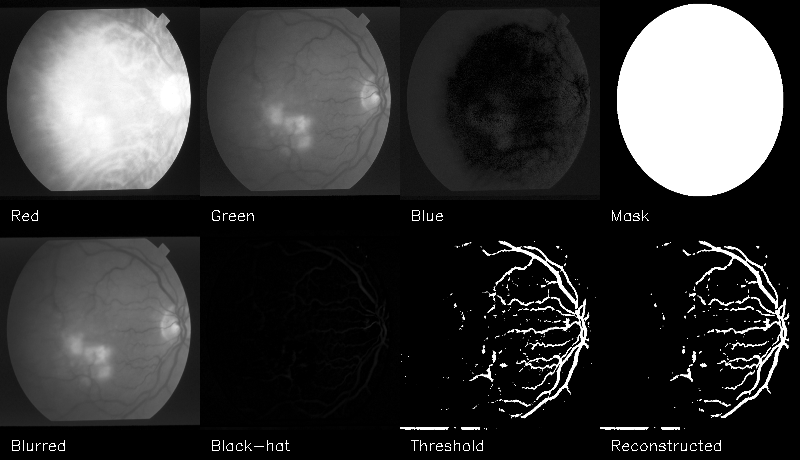 Red
Green
Blue
Mask
Blurred
Black-hat
Threshold
Reconstructed